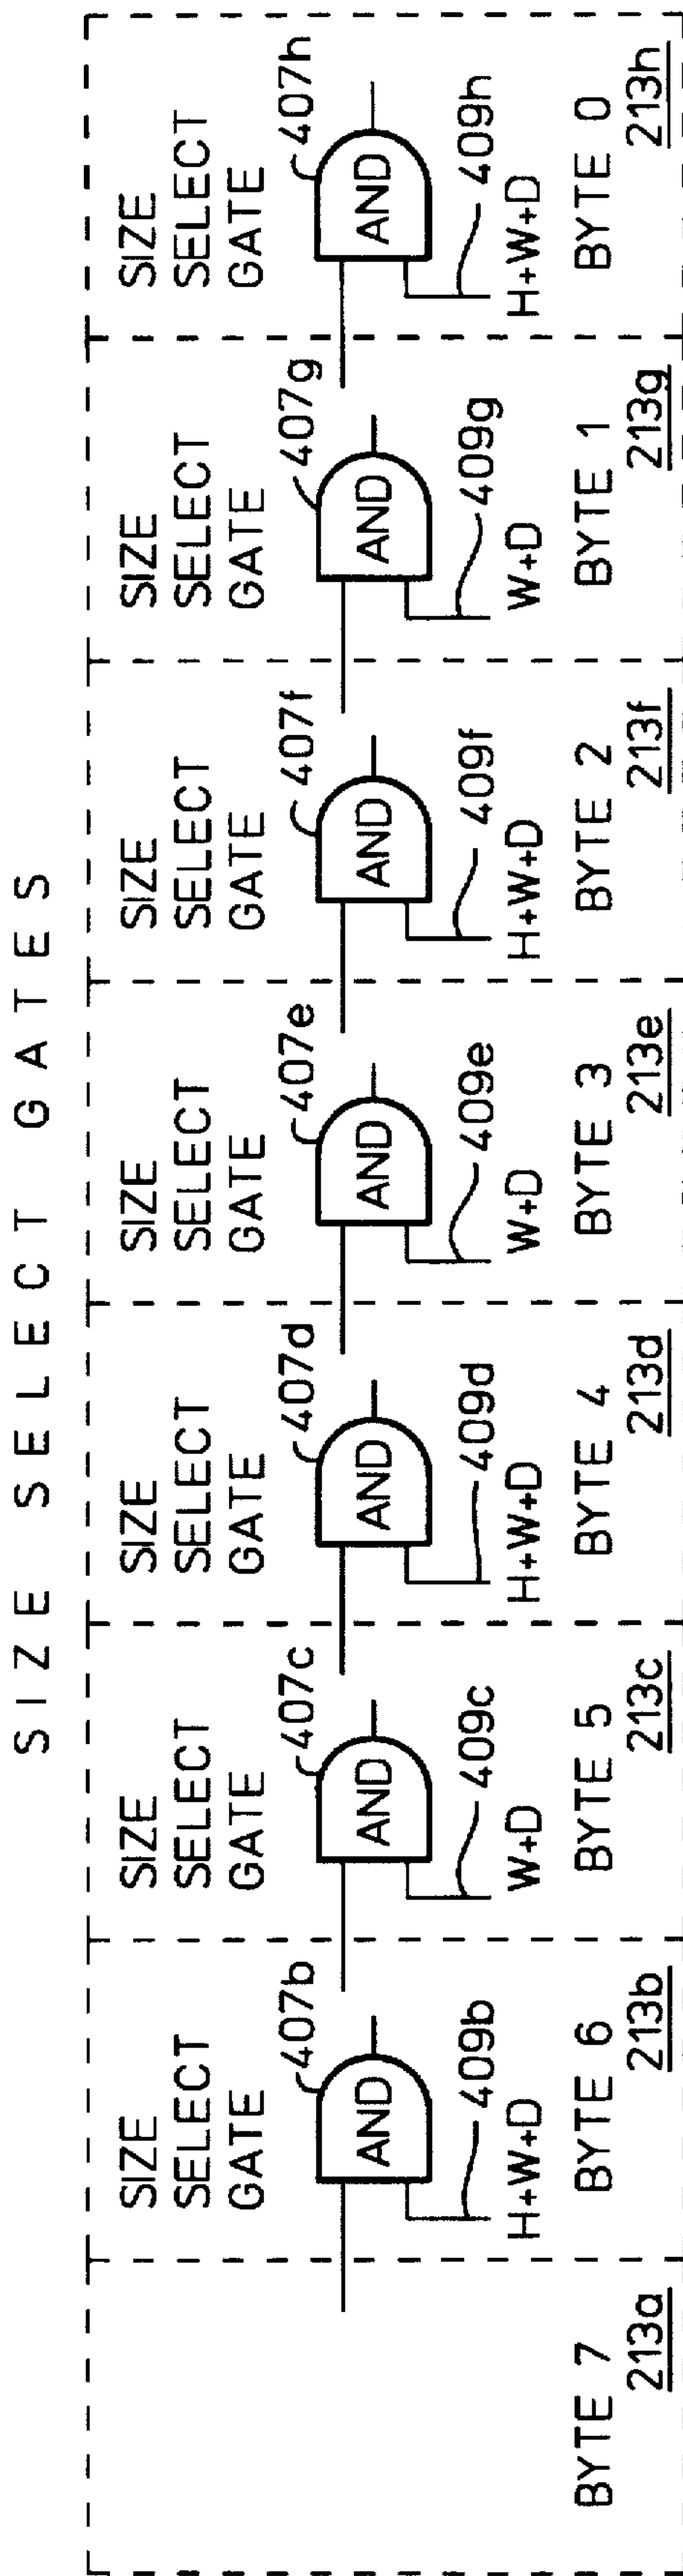 SIZE SELECT GATES
BYTE 7
213a
SIZE
SELECT
GATE
407b
AND
409b
H+W+D
BYTE 6
213b
SIZE
SELECT
GATE
407c
AND
409c
W+D
BYTE 5
213c
SIZE
SELECT
GATE
407d
AND
409d
H+W+D
BYTE 4
213d
SIZE
SELECT
GATE
407e
AND
409e
W+D
BYTE 3
213e
SIZE
SELECT
GATE
407f
AND
409f
H+W+D
BYTE 2
213f
SIZE
SELECT
GATE
407g
AND
409g
W+D
BYTE 1
213g
SIZE
SELECT
GATE
407h
AND
409h
H+W+D
BYTE 0
213h